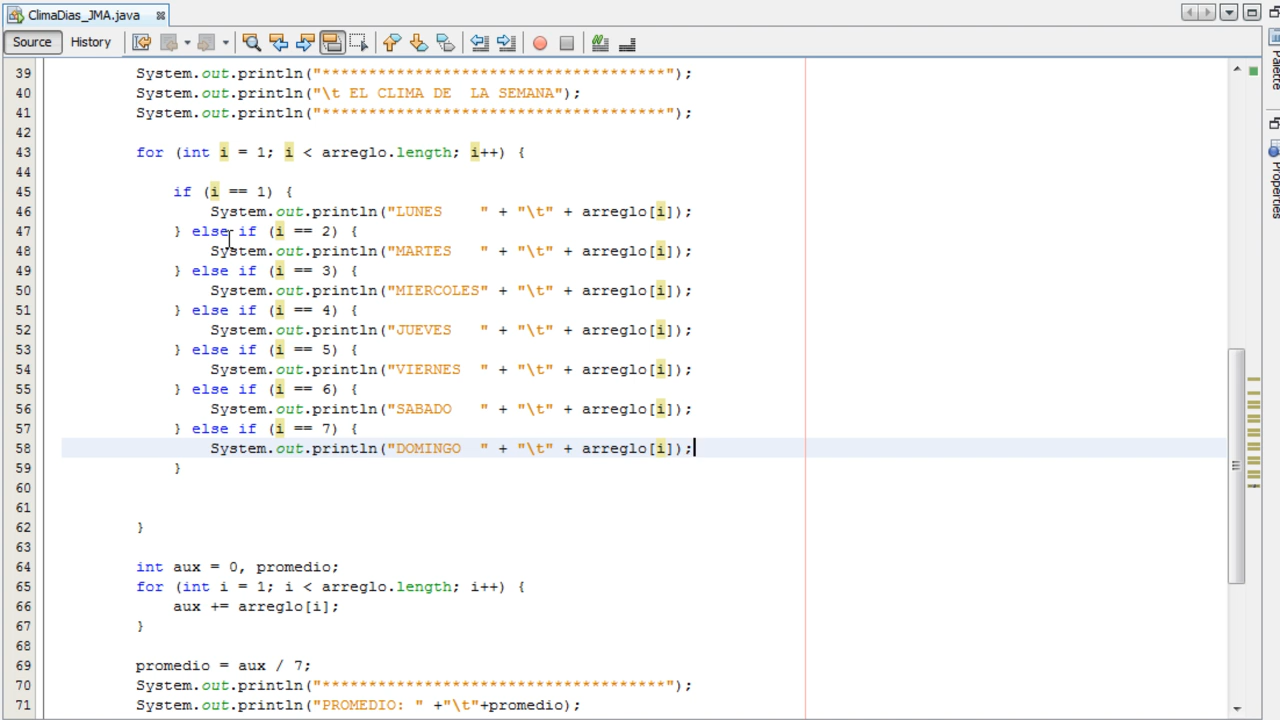 ClimaDias_JMA.java
Source History
39 System.out.println("*************************************");
40 System.out.println("\t EL CLIMA DE  LA SEMANA");
41 System.out.println("*************************************");
42
43 for (int i = 1; i < arreglo.length; i++) {
44
45 if (i == 1) {
46 System.out.println("LUNES    " + "\t" + arreglo[i]);
47 } else if (i == 2) {
48 System.out.println("MARTES   " + "\t" + arreglo[i]);
49 } else if (i == 3) {
50 System.out.println("MIERCOLES" + "\t" + arreglo[i]);
51 } else if (i == 4) {
52 System.out.println("JUEVES   " + "\t" + arreglo[i]);
53 } else if (i == 5) {
54 System.out.println("VIERNES  " + "\t" + arreglo[i]);
55 } else if (i == 6) {
56 System.out.println("SABADO   " + "\t" + arreglo[i]);
57 } else if (i == 7) {
58 System.out.println("DOMINGO  " + "\t" + arreglo[i]);
59 }
60
61
62 }
63
64 int aux = 0, promedio;
65 for (int i = 1; i < arreglo.length; i++) {
66 aux += arreglo[i];
67 }
68
69 promedio = aux / 7;
70 System.out.println("*************************************");
71 System.out.println("PROMEDIO: " +"\t"+promedio);
Palette
Properties